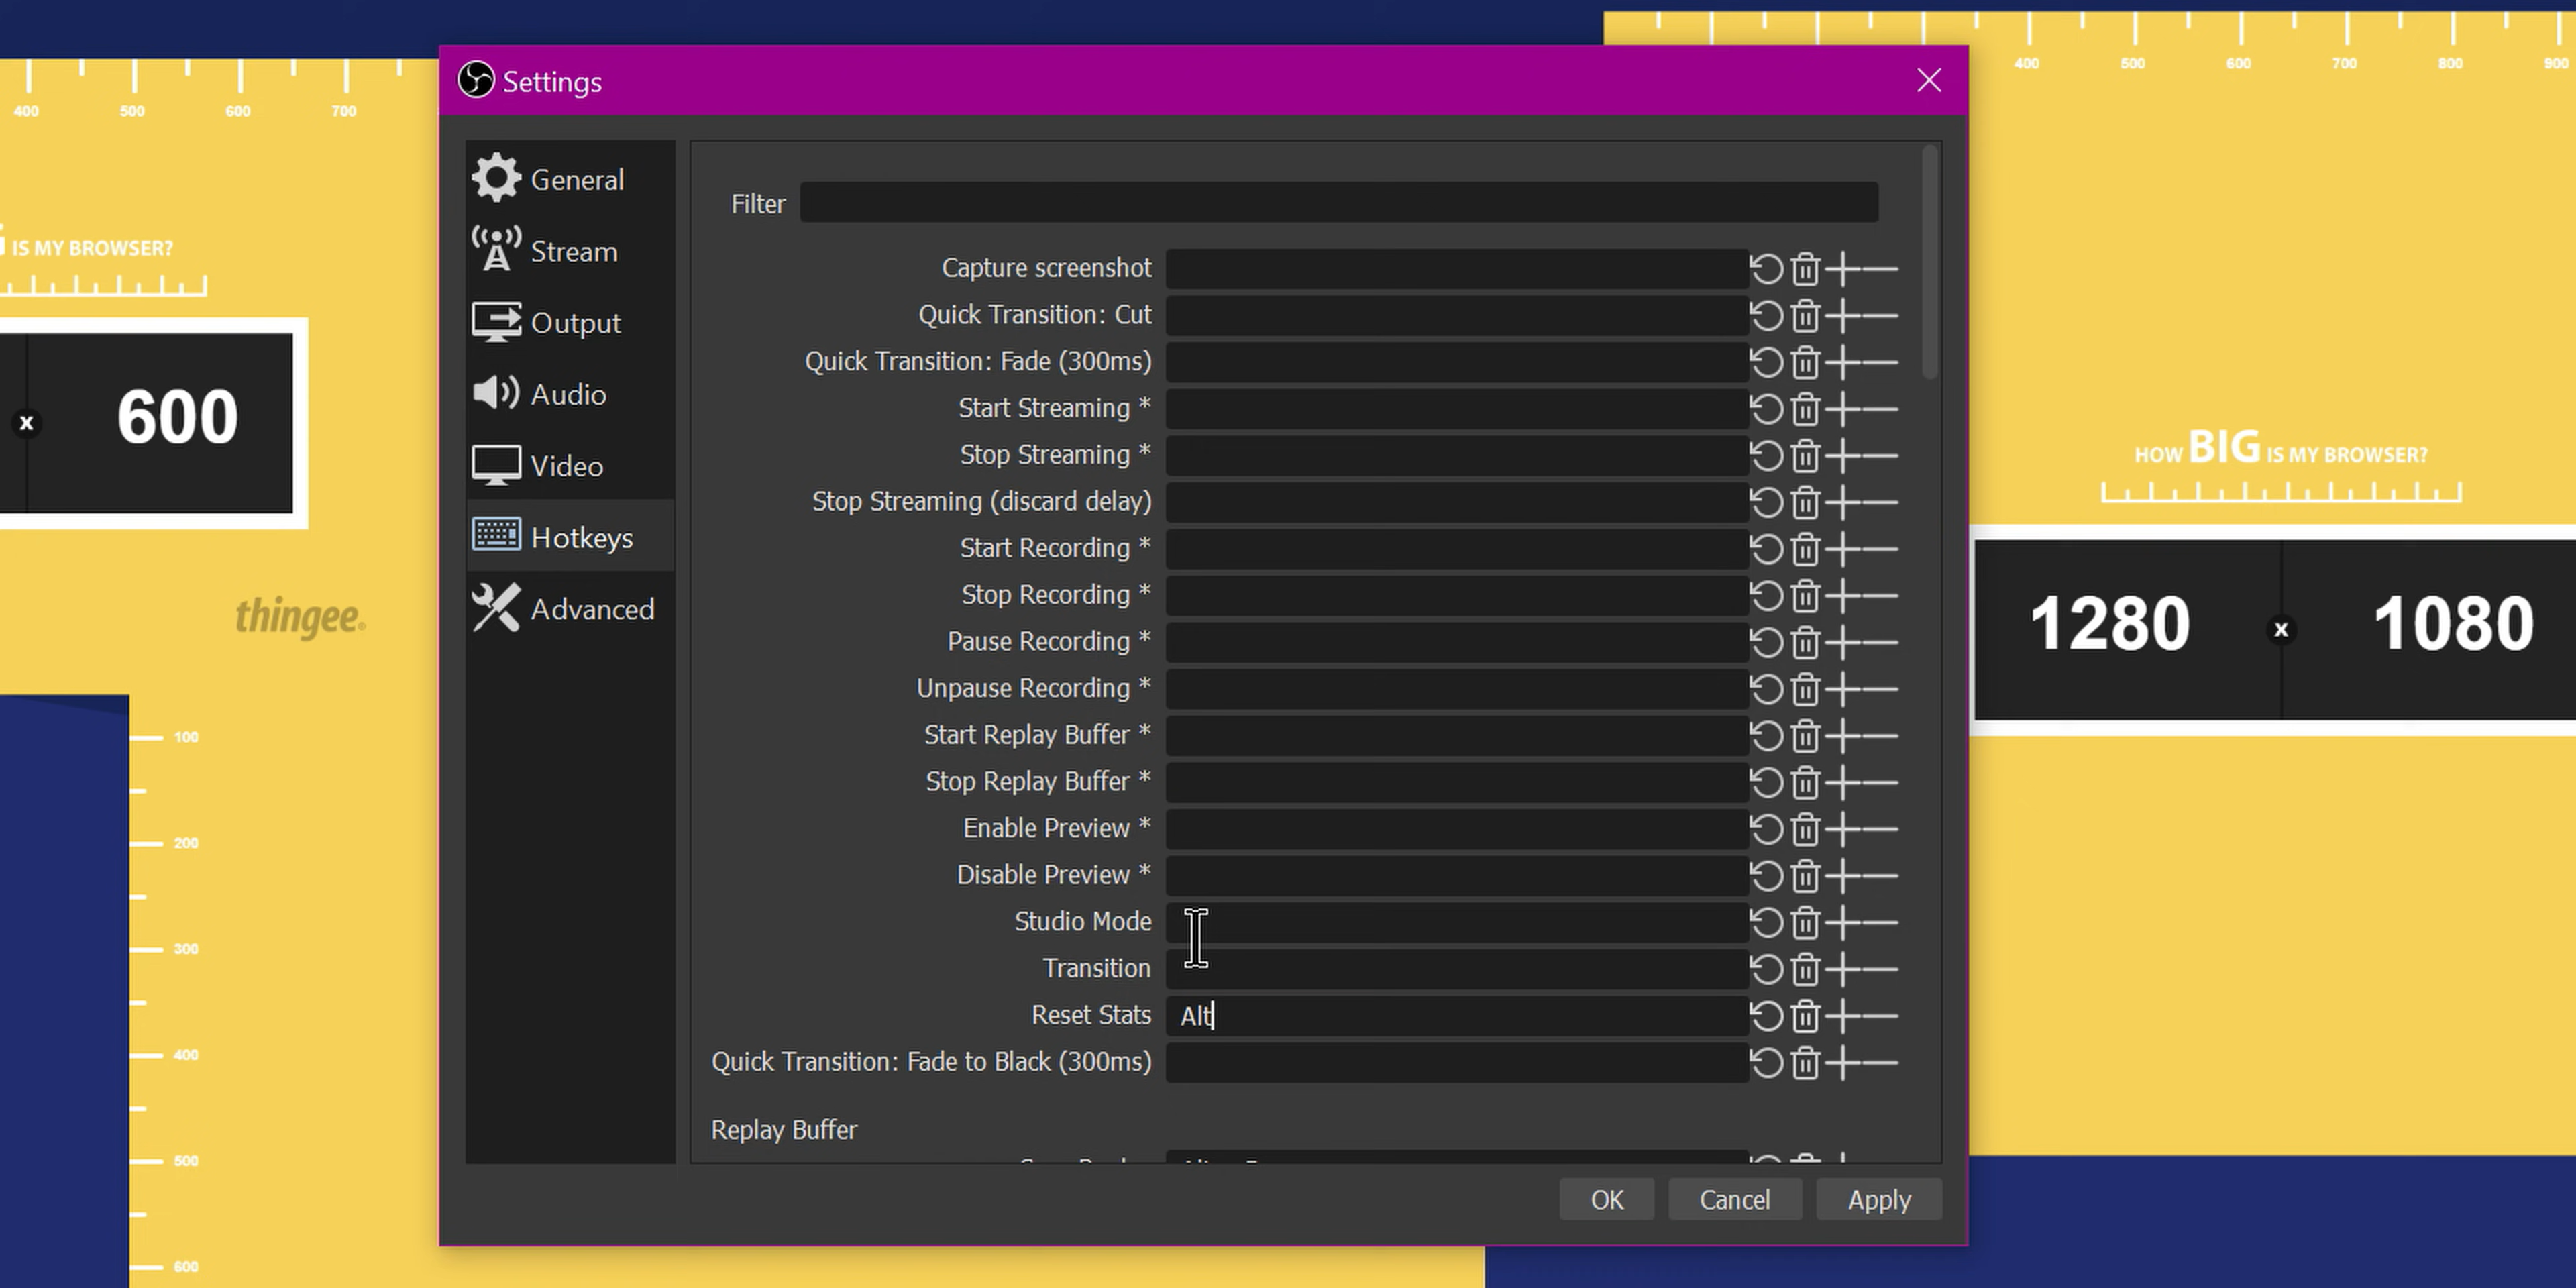 400 500 600 700
IS MY BROWSER?
x 600
thingee
100
200
300
400
500
600
Settings
General
Stream
Output
Audio
Video
Hotkeys
Advanced
Filter
Capture screenshot
Quick Transition: Cut
Quick Transition: Fade (300ms)
Start Streaming *
Stop Streaming *
Stop Streaming (discard delay)
Start Recording *
Stop Recording *
Pause Recording *
Unpause Recording *
Start Replay Buffer *
Stop Replay Buffer *
Enable Preview *
Disable Preview *
Studio Mode
Transition
Reset Stats Alt
Quick Transition: Fade to Black (300ms)
Replay Buffer
OK Cancel Apply
400 500 600 700 800 900
HOW BIG IS MY BROWSER?
1280 x 1080